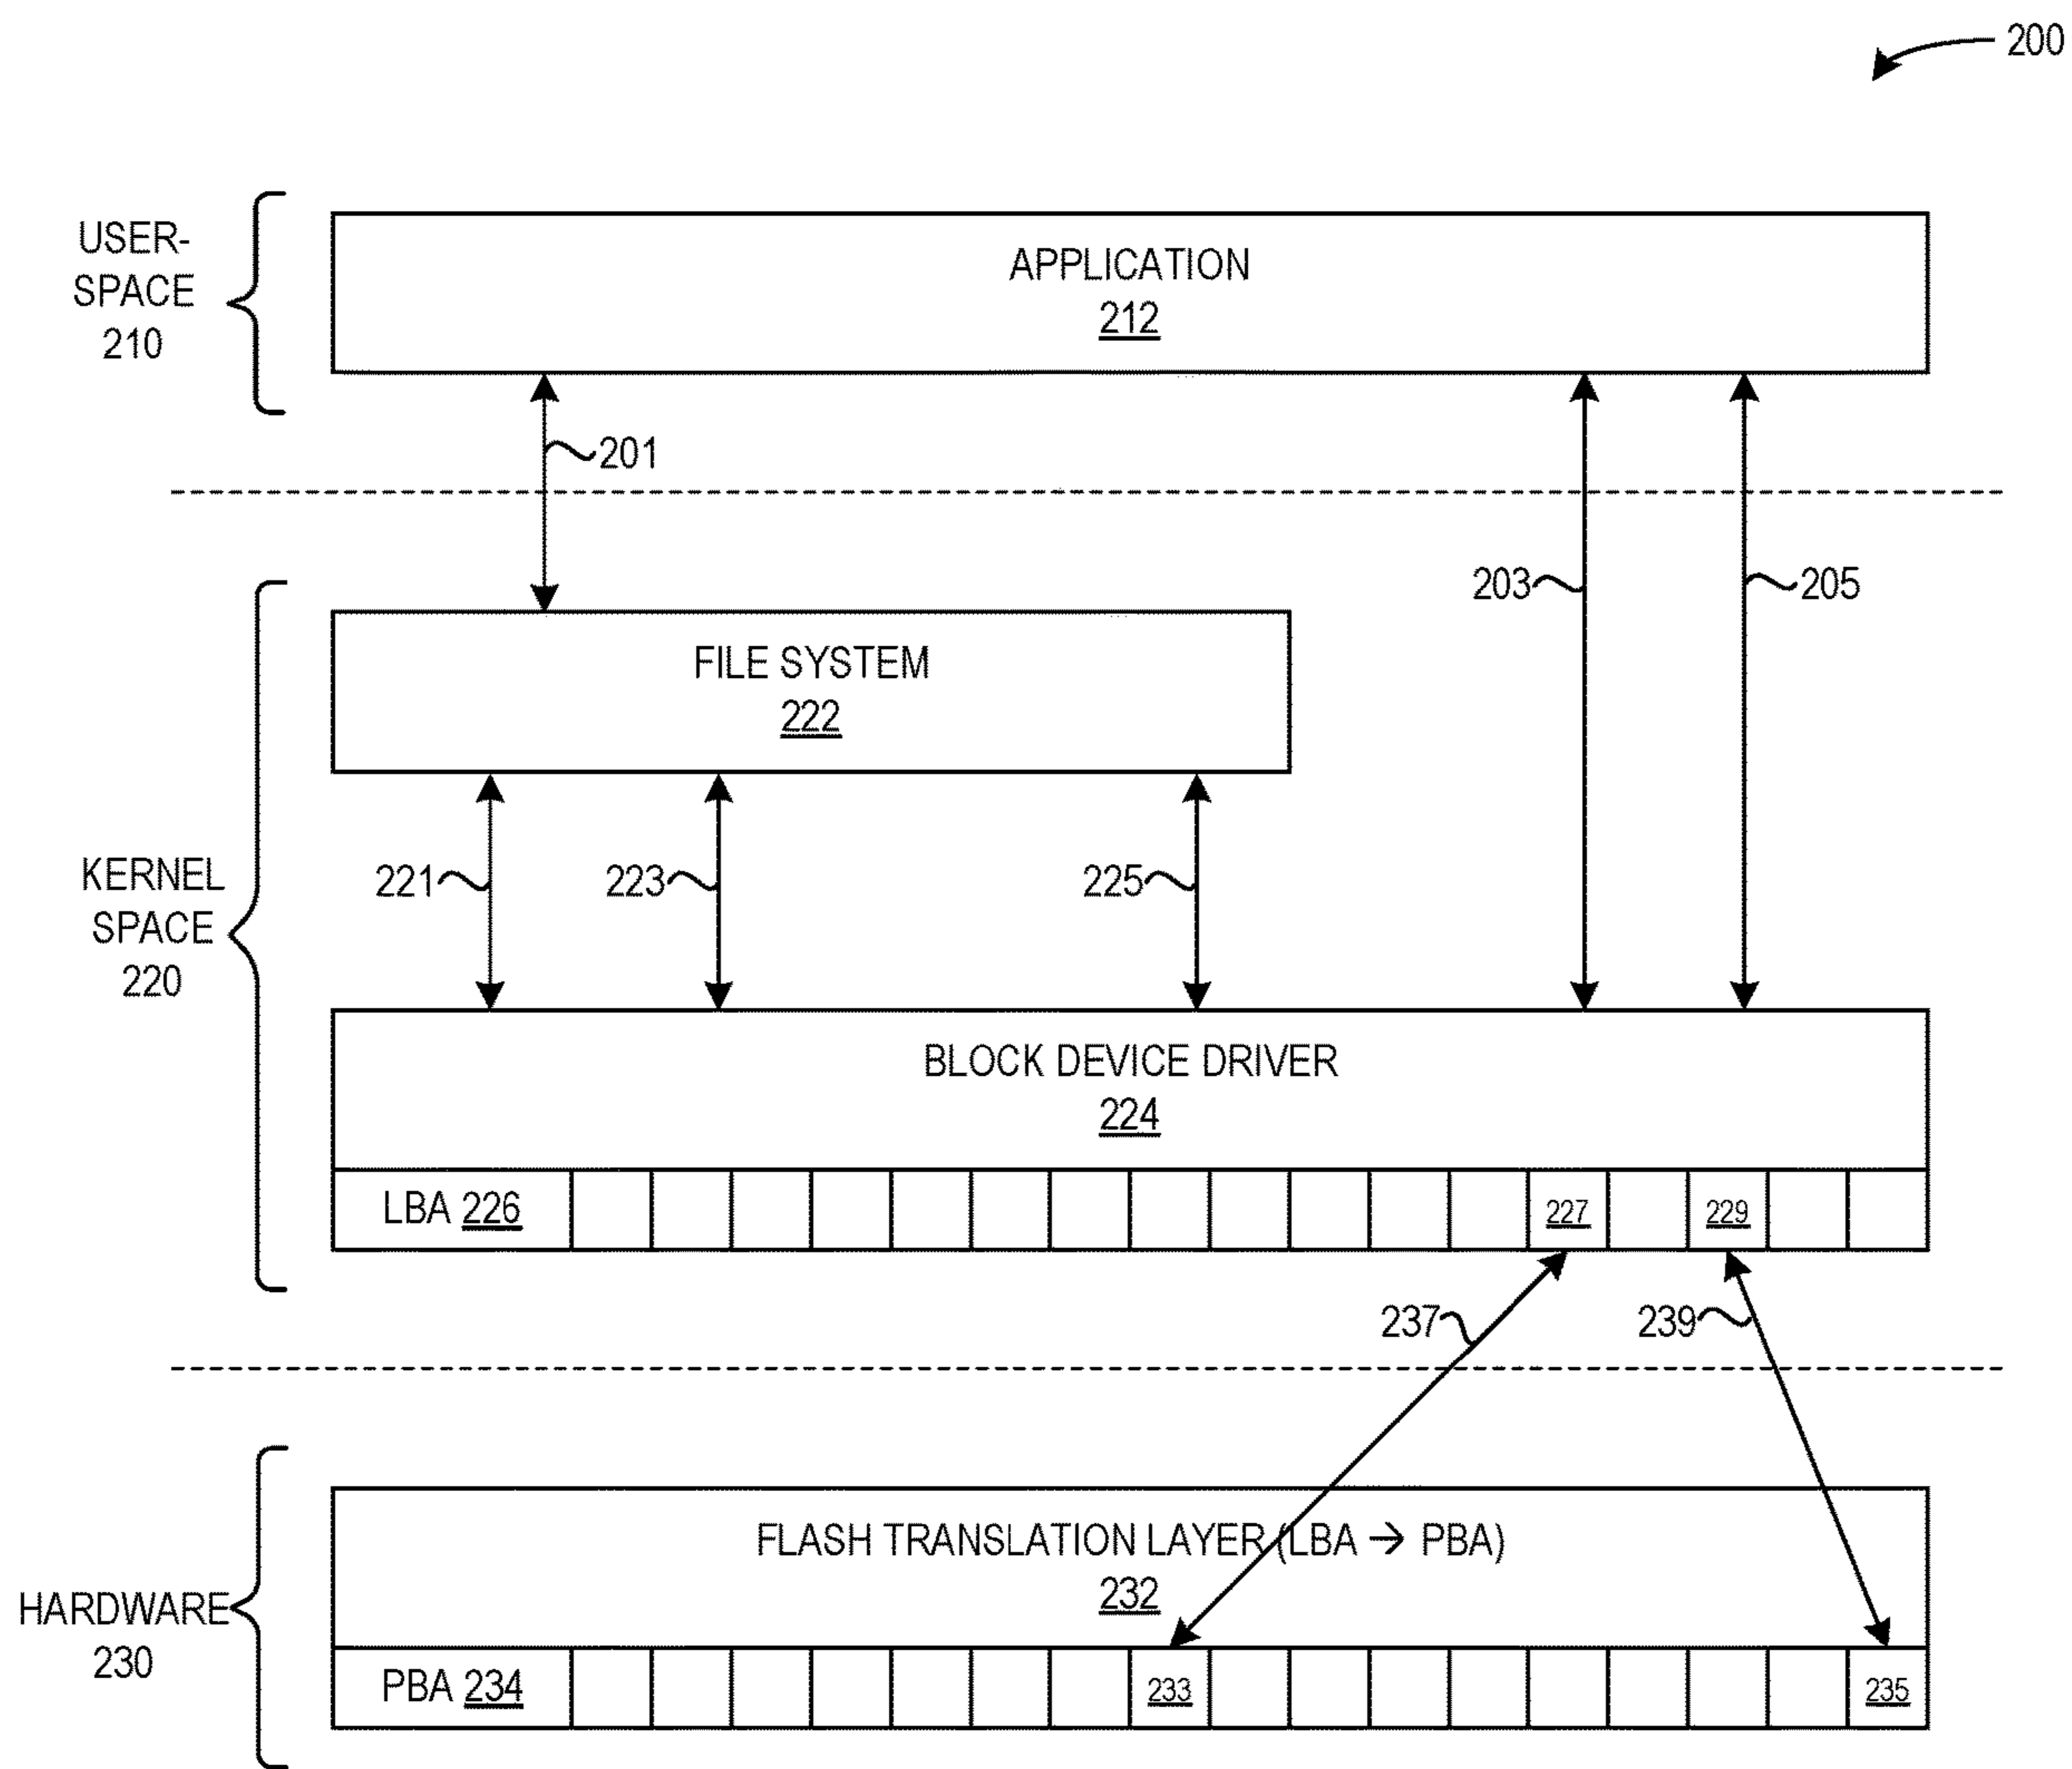 200
USER-
SPACE
210
APPLICATION
212
201
203
205
FILE SYSTEM
222
KERNEL
SPACE
220
221
223
225
BLOCK DEVICE DRIVER
224
LBA 226
227
229
237
239
HARDWARE
230
FLASH TRANSLATION LAYER (LBA → PBA)
232
PBA 234
233
235